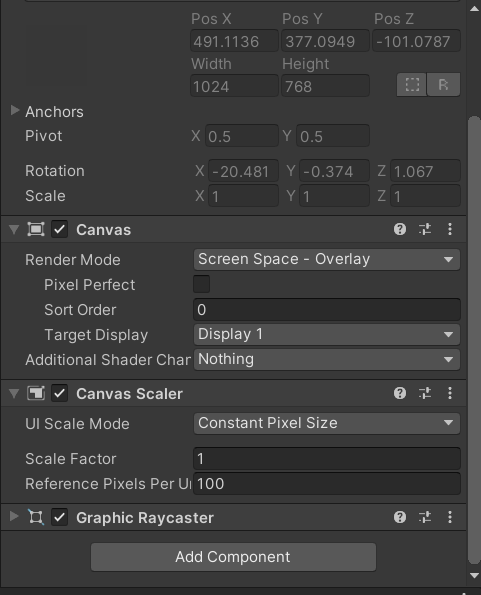 Pos X Pos Y Pos Z
491.1136 377.0949 -101.0787
Width Height
1024 768 R
Anchors
Pivot X 0.5 Y 0.5
Rotation X -20.481 Y -0.374 Z 1.067
Scale X 1 Y 1 Z 1
Canvas
Render Mode Screen Space - Overlay
Pixel Perfect
Sort Order 0
Target Display Display 1
Additional Shader Chan Nothing
Canvas Scaler
UI Scale Mode Constant Pixel Size
Scale Factor 1
Reference Pixels Per U 100
Graphic Raycaster
Add Component